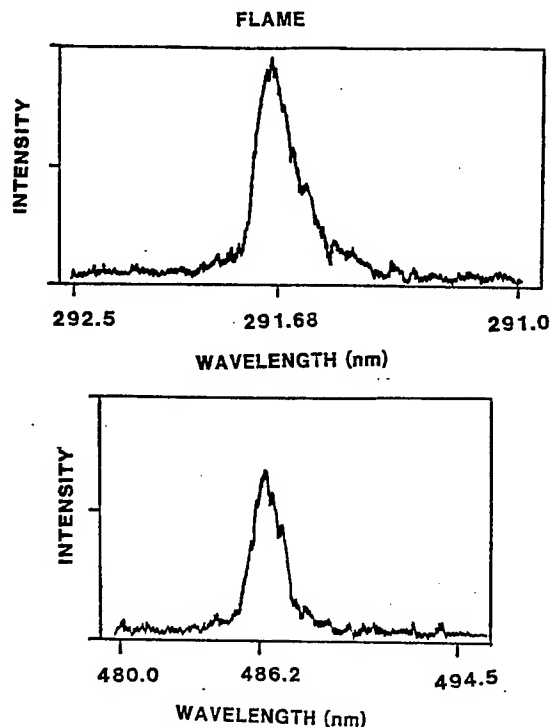 FLAME
INTENSITY
292.5 291.68 291.0
WAVELENGTH (nm)
INTENSITY
480.0 486.2 494.5
WAVELENGTH (nm)